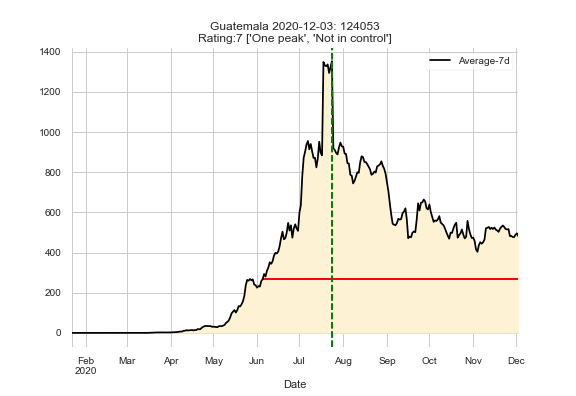 Guatemala 2020-12-03: 124053
Rating:7 ['One peak', 'Not in control']
Average-7d
1400
1200
1000
800
600
400
200
0
Feb Mar Apr May Jun Jul Aug Sep Oct Nov Dec
2020
Date